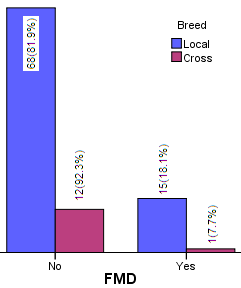 Breed
Local
Cross
68(81.9%)
12(92.3%)
15(18.1%)
1(7.7%)
No
Yes
FMD